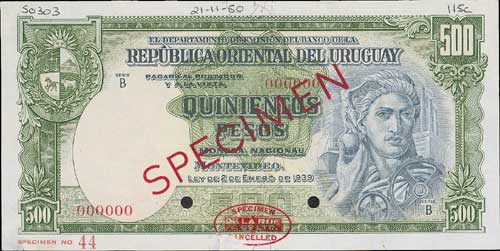 S0303 21-11-60 115c
EL DEPARTAMENTO DE EMISION DEL BANCO DE LA
500
REPÚBLICA ORIENTAL DEL URUGUAY
SERIE
B
PAGARA AL PORTADOR
Y A LA VISTA
000000
QUINIENTOS
PESOS
MONEDA NACIONAL
MONTEVIDEO.
LEY DE 2 DE ENERO DE 1939
SPECIMEN
500
000000
SERIE
B
500
SPECIMEN
CANCELLED
SPECIMEN NO. 44